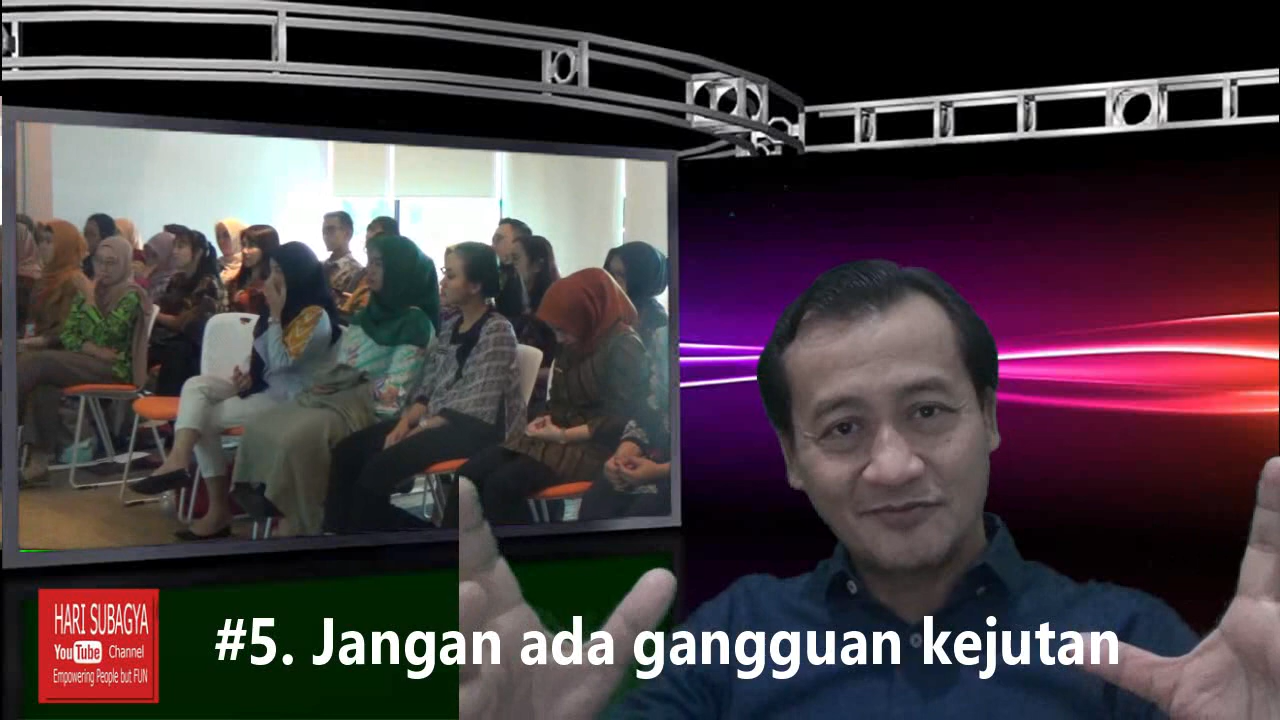 HARI SUBAGYA
YouTube Channel
Empowering People but FUN
#5. Jangan ada gangguan kejutan